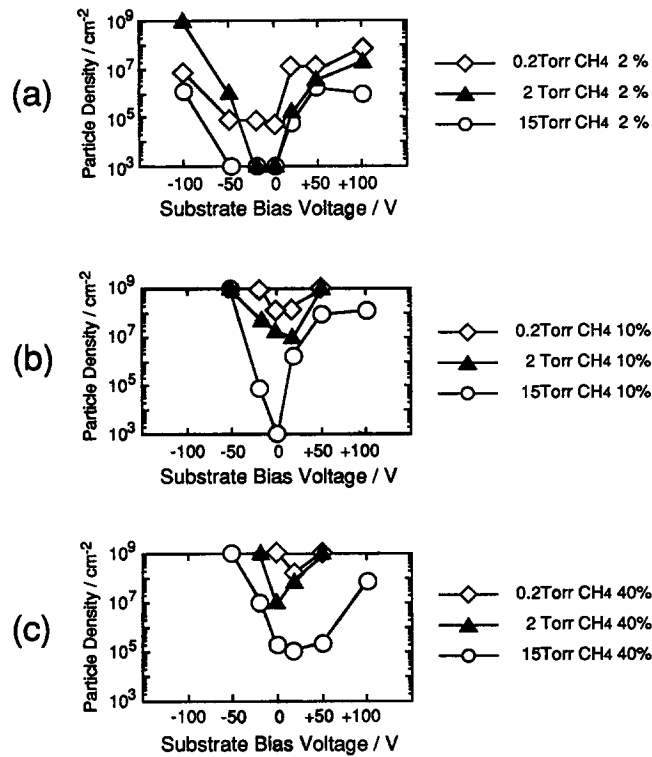 (a)
Particle Density / cm-2
10^9
10^7
10^5
10^3
-100 -50 0 +50 +100
Substrate Bias Voltage / V
0.2Torr CH4 2 %
2 Torr CH4 2 %
15Torr CH4 2 %
(b)
Particle Density / cm-2
10^9
10^7
10^5
10^3
-100 -50 0 +50 +100
Substrate Bias Voltage / V
0.2Torr CH4 10%
2 Torr CH4 10%
15Torr CH4 10%
(c)
Particle Density / cm-2
10^9
10^7
10^5
10^3
-100 -50 0 +50 +100
Substrate Bias Voltage / V
0.2Torr CH4 40%
2 Torr CH4 40%
15Torr CH4 40%